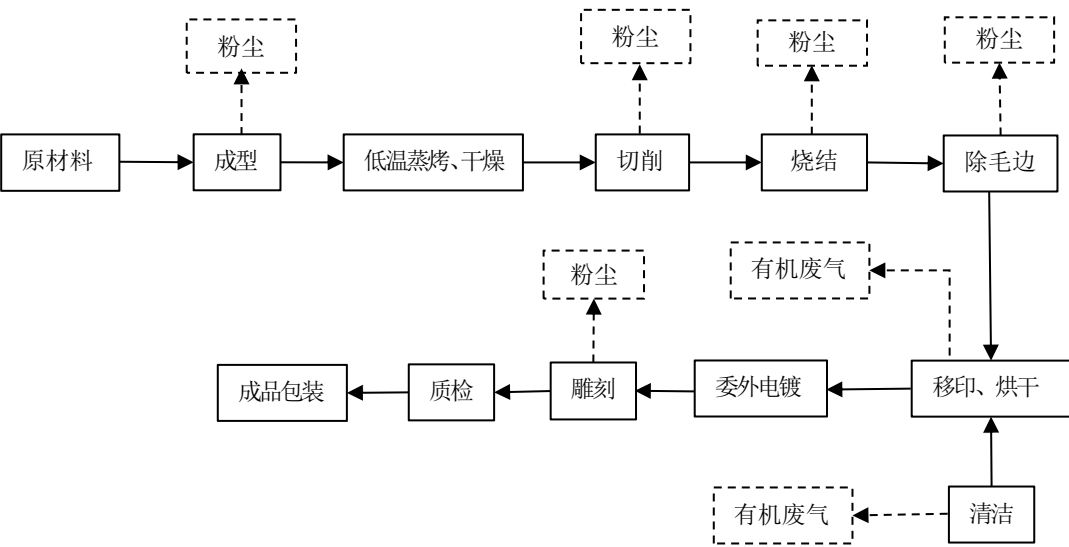 粉尘
粉尘
粉尘
粉尘
原材料
成型
低温蒸烤、干燥
切削
烧结
除毛边
有机废气
粉尘
成品包装
质检
雕刻
委外电镀
移印、烘干
有机废气
清洁